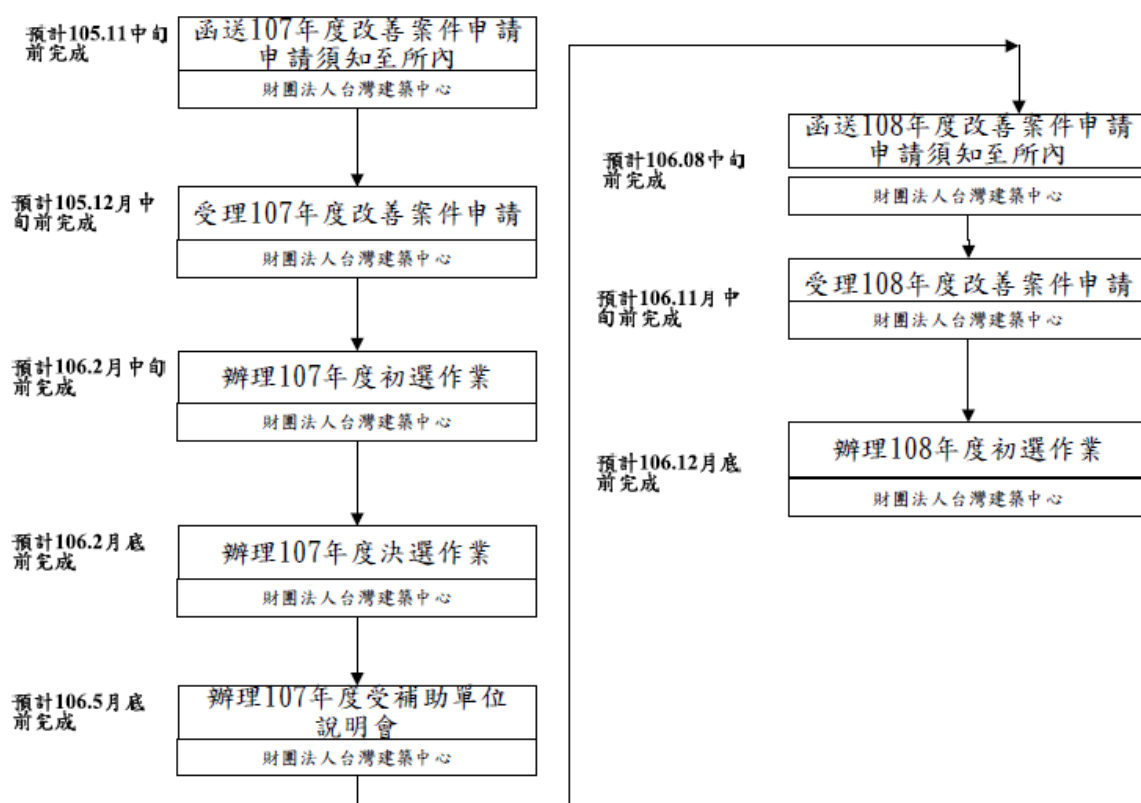 預計105.11中旬
前完成
函送107年度改善案件申請
申請須知至所內
財團法人台灣建築中心
預計105.12月中
旬前完成
受理107年度改善案件申請
財團法人台灣建築中心
預計106.2月中旬
前完成
辦理107年度初選作業
財團法人台灣建築中心
預計106.2月底
前完成
辦理107年度決選作業
財團法人台灣建築中心
預計106.5月底
前完成
辦理107年度受補助單位
說明會
財團法人台灣建築中心
預計106.08中旬
前完成
函送108年度改善案件申請
申請須知至所內
財團法人台灣建築中心
預計106.11月中
旬前完成
受理108年度改善案件申請
財團法人台灣建築中心
預計106.12月底
前完成
辦理108年度初選作業
財團法人台灣建築中心